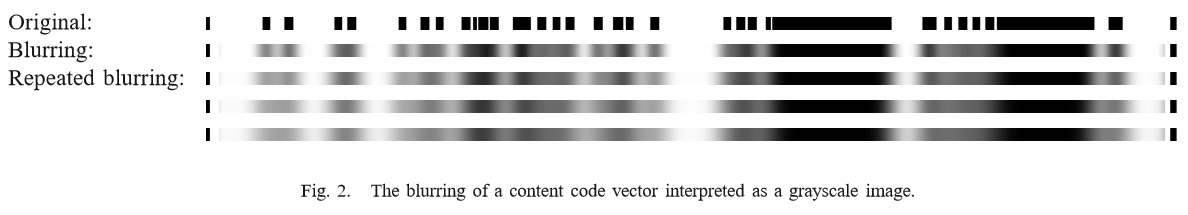 Original:
Blurring:
Repeated blurring:
Fig. 2. The blurring of a content code vector interpreted as a grayscale image.